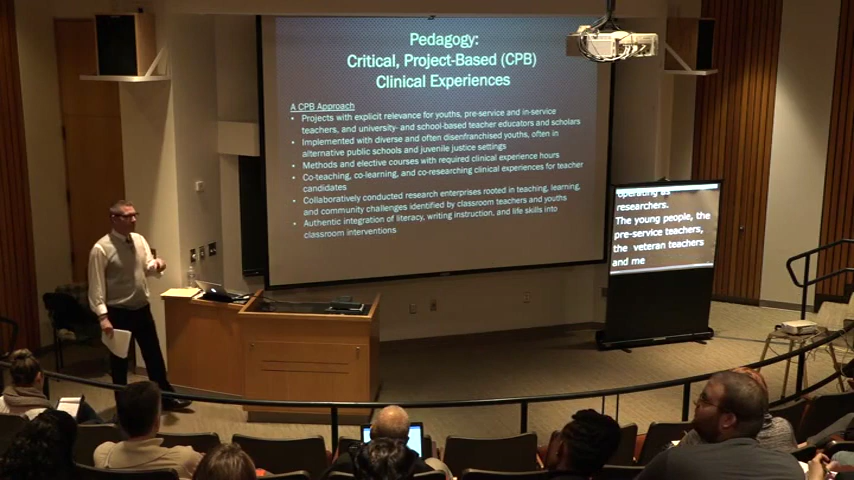 Pedagogy:
Critical, Project-Based (CPB)
Clinical Experiences
A CPB Approach
• Projects with explicit relevance for youths, pre-service and in-service
teachers, and university- and school-based teacher educators and scholars
• Implemented with diverse and often disenfranchised youths, often in
alternative public schools and juvenile justice settings
• Methods and elective courses with required clinical experience hours
• Co-teaching, co-learning, and co-researching clinical experiences for teacher
candidates
• Collaboratively conducted research enterprises rooted in teaching, learning,
and community challenges identified by classroom teachers and youths
• Authentic integration of literacy, writing instruction, and life skills into
classroom interventions
operating as
researchers.
The young people, the
pre-service teachers,
the veteran teachers
and me